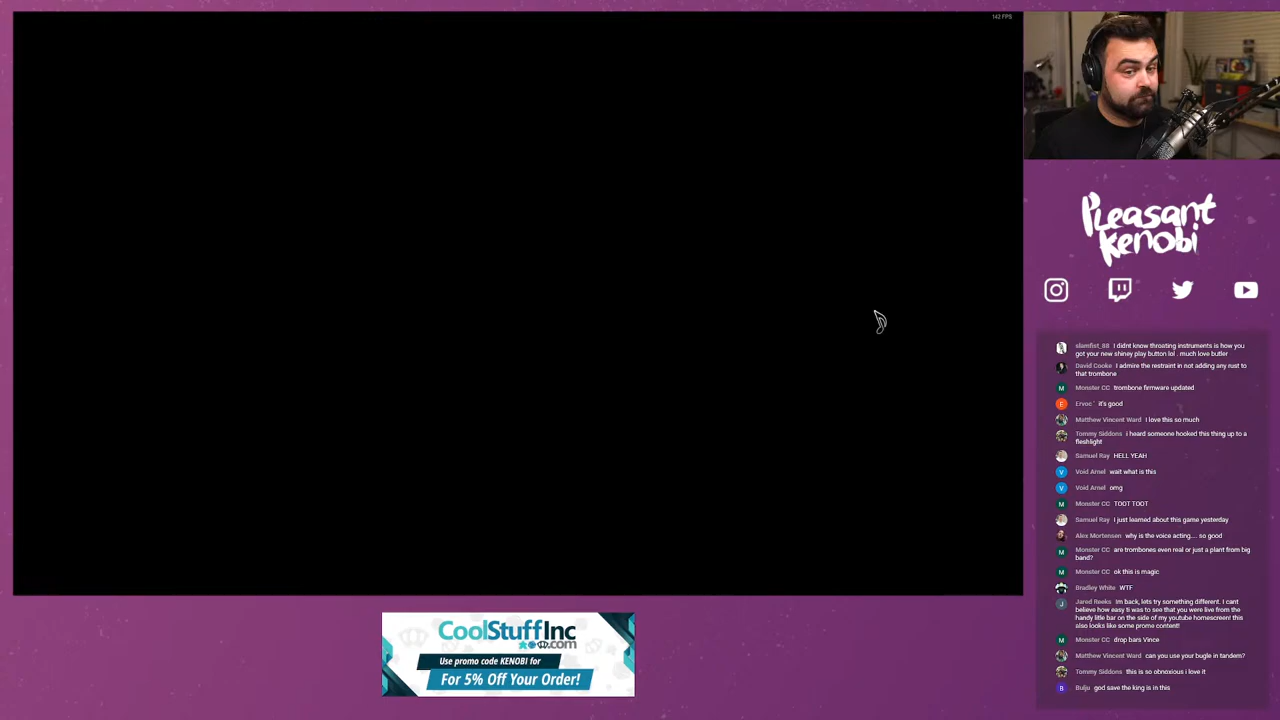 142 FPS
Pleasant
Kenobi
slamfist_88 I didnt know throating instruments is how you
got your new shiney play button lol . much love butler
David Cooke I admire the restraint in not adding any rust to
that trombone
Monster CC trombone firmware updated
Ervoc ` it's good
Matthew Vincent Ward I love this so much
Tommy Siddons i heard someone hooked this thing up to a
fleshlight
Samuel Ray HELL YEAH
Void Arnel wait what is this
Void Arnel omg
Monster CC TOOT TOOT
Samuel Ray I just learned about this game yesterday
Alex Mortensen why is the voice acting.... so good
Monster CC are trombones even real or just a plant from big
band?
Monster CC ok this is magic
Bradley White WTF
Jared Reeks Im back, lets try something different. I cant
believe how easy ti was to see that you were live from the
handy litle bar on the side of my youtube homescreen! this
also looks like some prome content!
Monster CC drop bars Vince
Matthew Vincent Ward can you use your bugle in tandem?
Tommy Siddons this is so obnoxious i love it
Bulju god save the king is in this
CoolStuffInc
.com
Use promo code KENOBI for
For 5% Off Your Order!